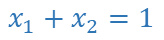 x₁ + x₂ = 1